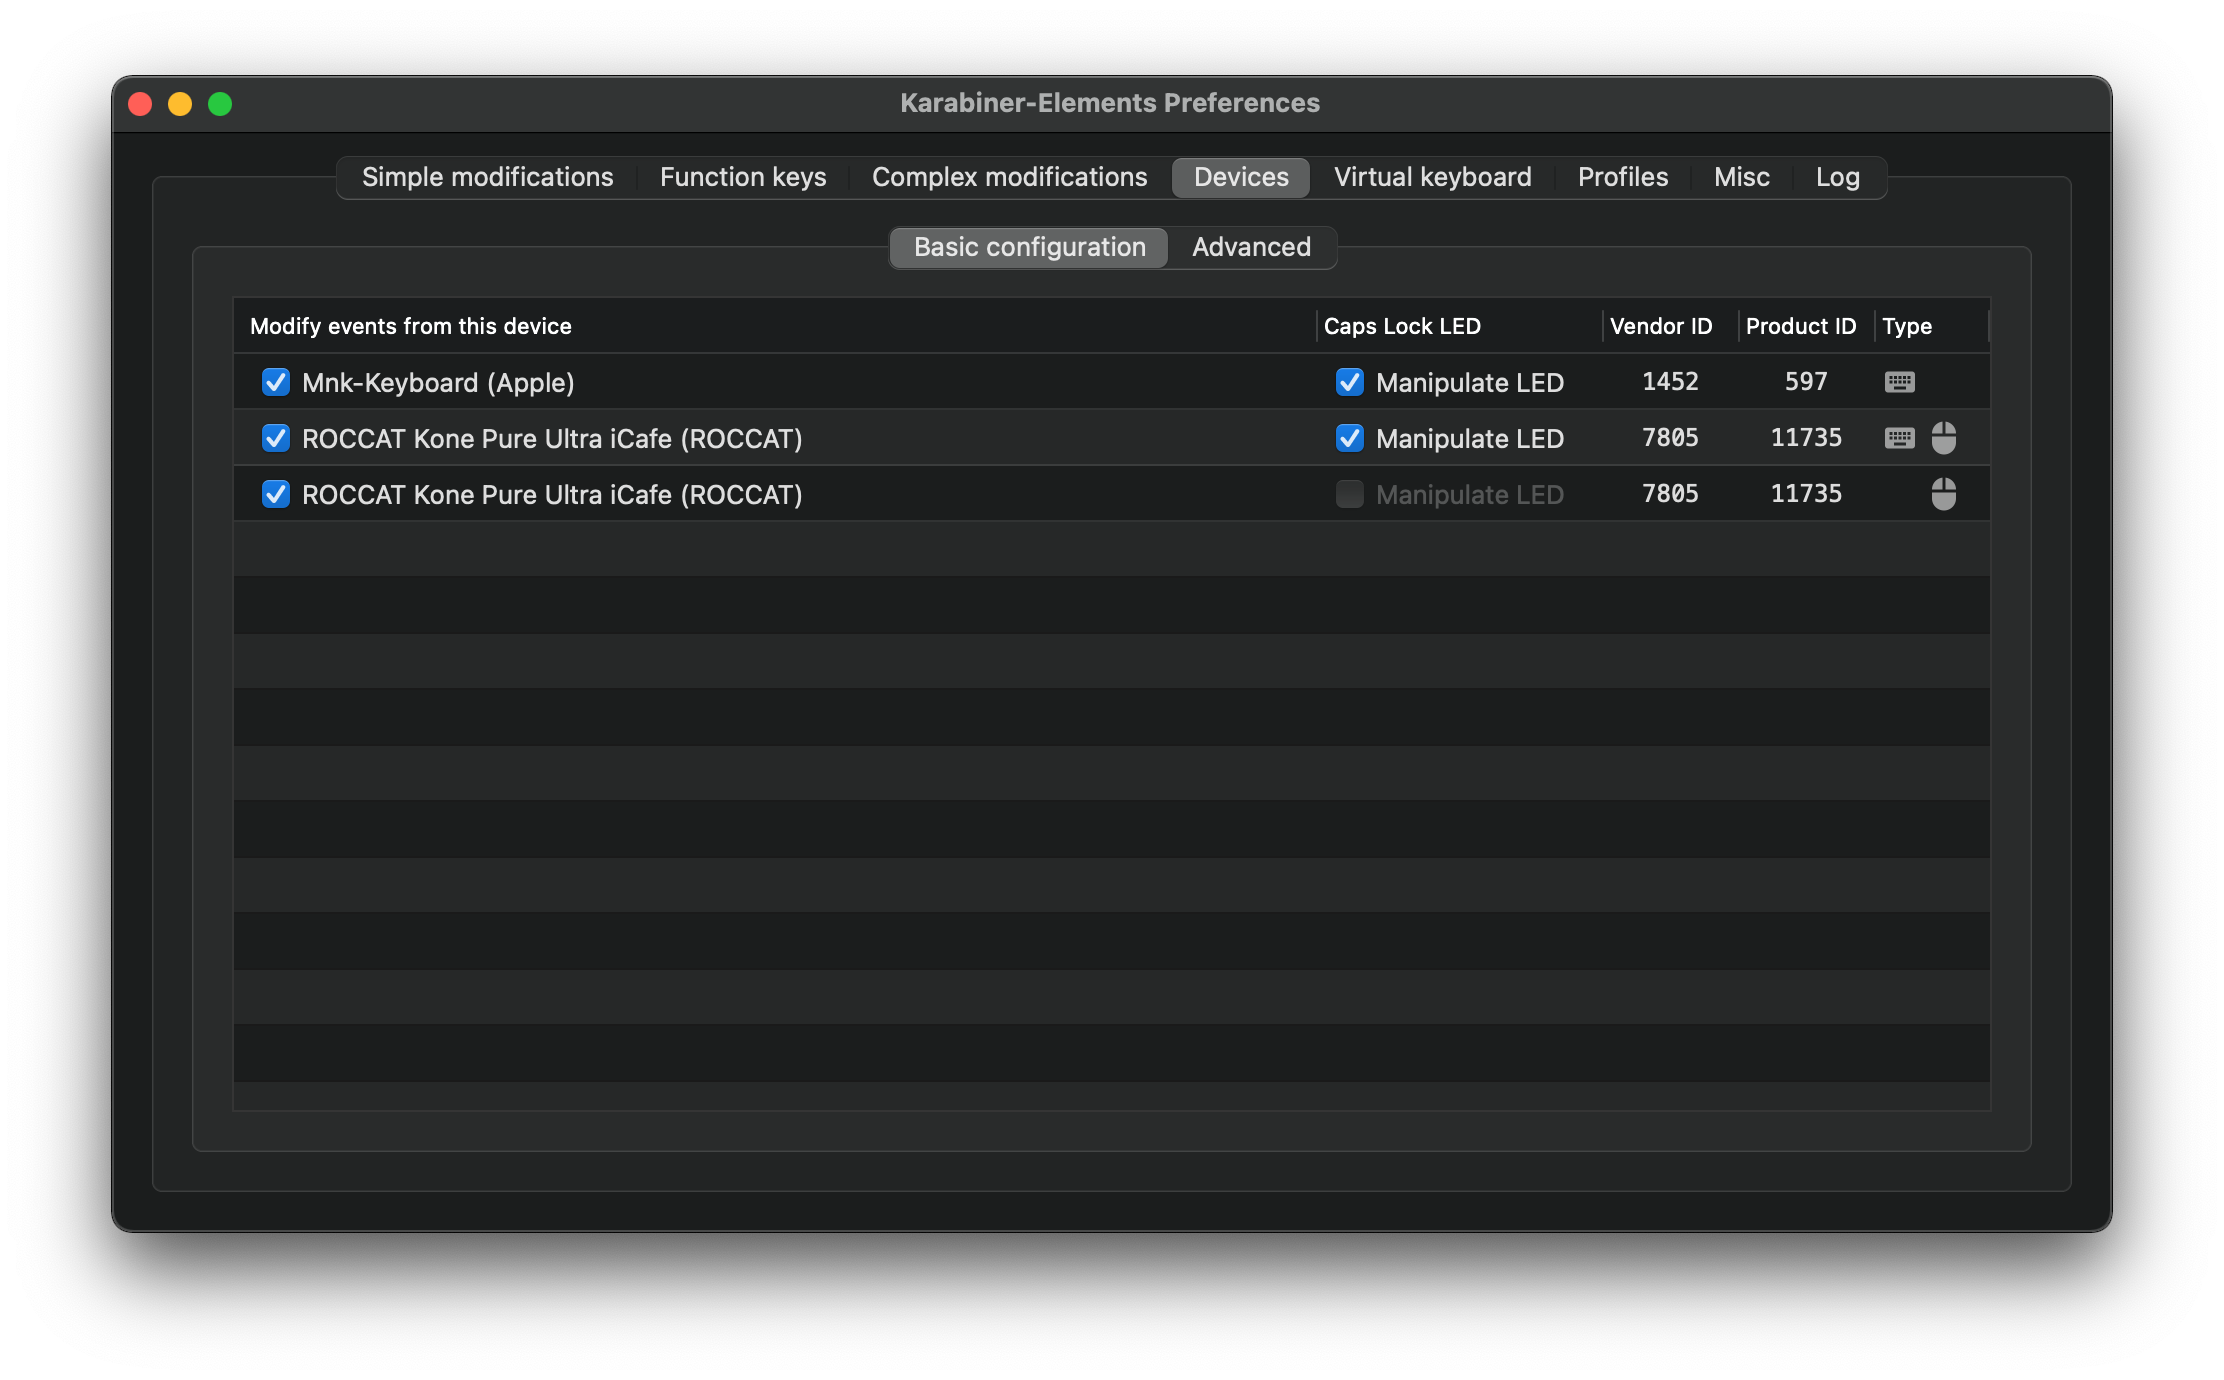 Karabiner-Elements Preferences
Simple modifications Function keys Complex modifications Devices Virtual keyboard Profiles Misc Log
Basic configuration Advanced
Modify events from this device Caps Lock LED Vendor ID Product ID Type
Mnk-Keyboard (Apple) Manipulate LED 1452 597
ROCCAT Kone Pure Ultra iCafe (ROCCAT) Manipulate LED 7805 11735
ROCCAT Kone Pure Ultra iCafe (ROCCAT) Manipulate LED 7805 11735